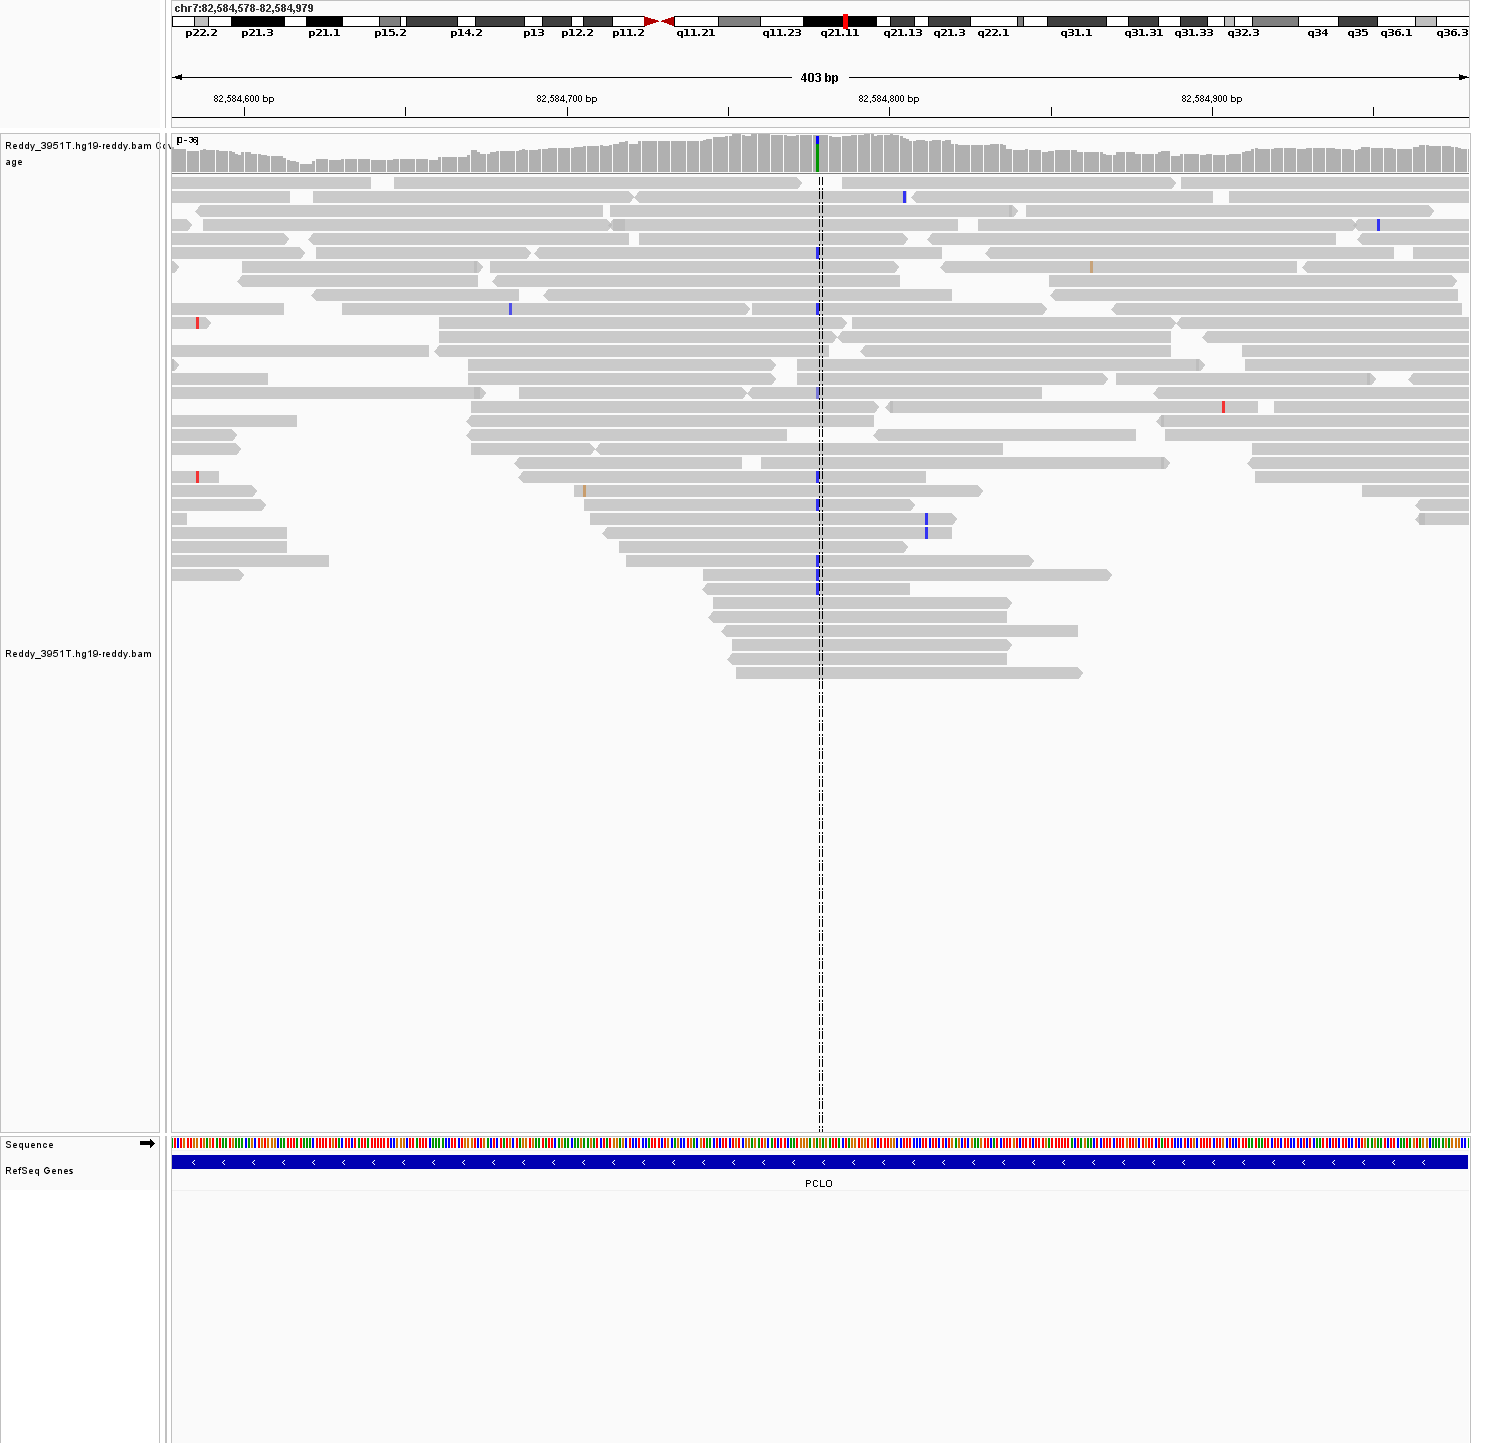 chr7:82,584,578-82,584,979
p22.2 p21.3 p21.1 p15.2 p14.2 p13 p12.2 p11.2 q11.21 q11.23 q21.11 q21.13 q21.3 q22.1 q31.1 q31.31 q31.33 q32.3 q34 q35 q36.1 q36.3
403 bp
82,584,600 bp 82,584,700 bp 82,584,800 bp 82,584,900 bp
Reddy_3951T.hg19-reddy.bam Cov
age
[0-36]
Reddy_3951T.hg19-reddy.bam
Sequence
RefSeq Genes
PCLO